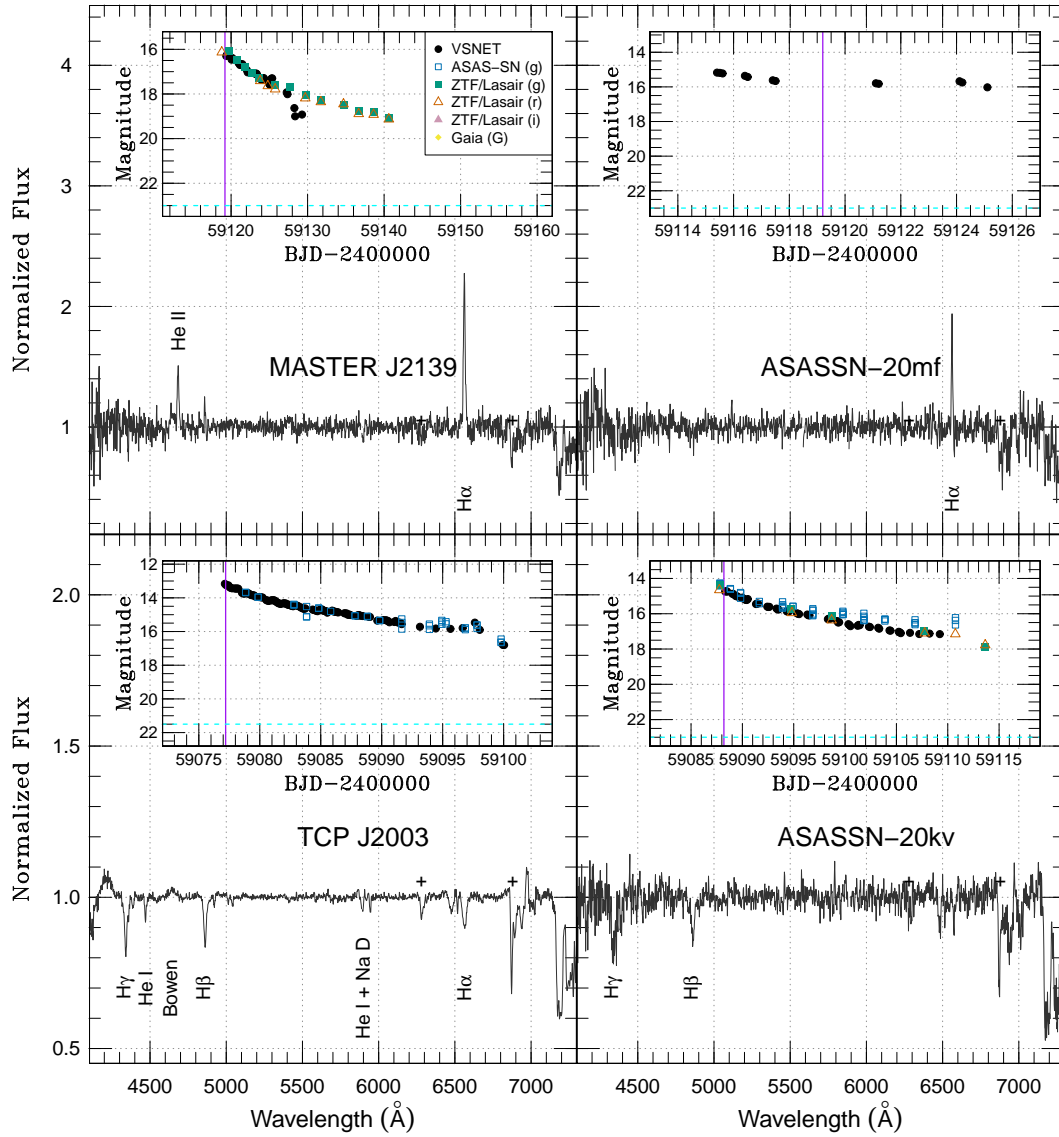 4
3
2
1
Normalized Flux
16
18
20
22
Magnitude
59120 59130 59140 59150 59160
BJD-2400000
VSNET
ASAS-SN (g)
ZTF/Lasair (g)
ZTF/Lasair (r)
ZTF/Lasair (i)
Gaia (G)
He II
MASTER J2139
+ +
Hα
14
16
18
20
22
Magnitude
59114 59116 59118 59120 59122 59124 59126
BJD-2400000
ASASSN-20mf
+ +
Hα
2.0
1.5
1.0
0.5
Normalized Flux
12
14
16
18
20
22
Magnitude
59075 59080 59085 59090 59095 59100
BJD-2400000
TCP J2003
+ +
Hγ
He I
Bowen
Hβ
He I + Na D
Hα
14
16
18
20
22
Magnitude
59085 59090 59095 59100 59105 59110 59115
BJD-2400000
ASASSN-20kv
+ +
Hγ
Hβ
4500 5000 5500 6000 6500 7000
Wavelength (Å)
4500 5000 5500 6000 6500 7000
Wavelength (Å)